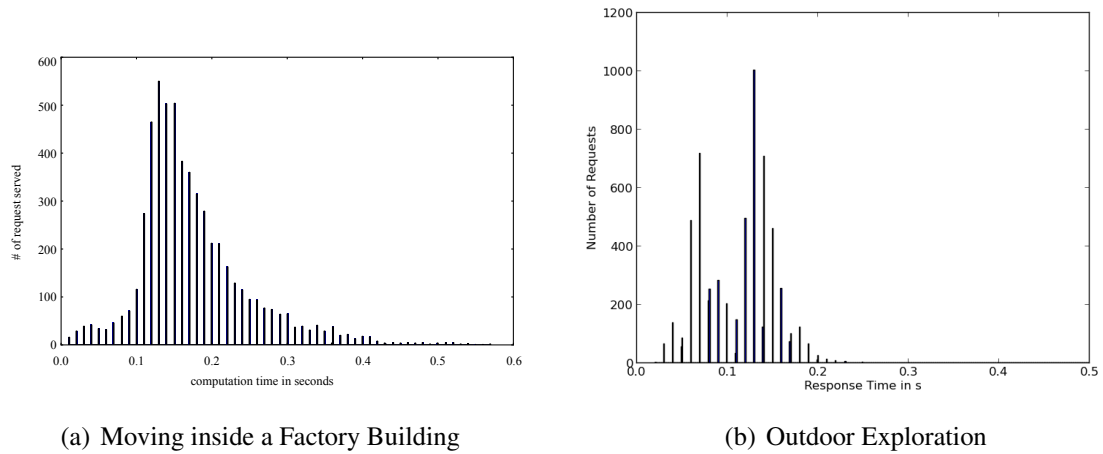 600
500
400
300
200
100
0
# of request served
0.0 0.1 0.2 0.3 0.4 0.5 0.6
computation time in seconds
(a) Moving inside a Factory Building
1200
1000
800
600
400
200
0
Number of Requests
0.0 0.1 0.2 0.3 0.4 0.5
Response Time in s
(b) Outdoor Exploration